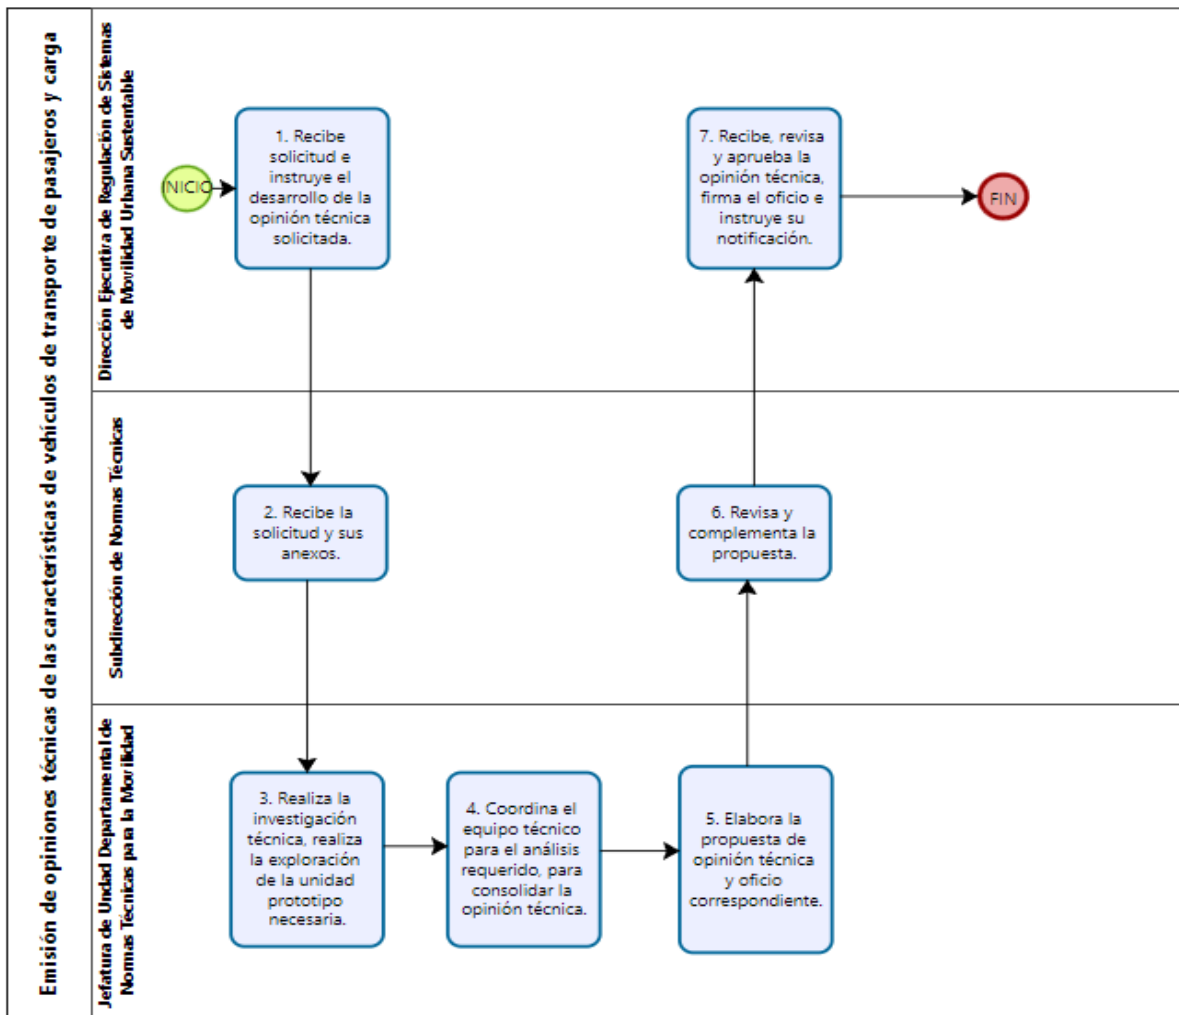 Emisión de opiniones técnicas de las características de vehículos de transporte de pasajeros y carga
Dirección Ejecutiva de Regulación de Sistemas
de Movilidad Urbana Sustentable
INICIO
1. Recibe
solicitud e
instruye el
desarrollo de la
opinión técnica
solicitada.
7. Recibe, revisa
y aprueba la
opinión técnica,
firma el oficio e
instruye su
notificación.
FIN
Subdirección de Normas Técnicas
2. Recibe la
solicitud y sus
anexos.
6. Revisa y
complementa la
propuesta.
Jefatura de Unidad Departamental de
Normas Técnicas para la Movilidad
3. Realiza la
investigación
técnica, realiza
la exploración
de la unidad
prototipo
necesaria.
4. Coordina el
equipo técnico
para el análisis
requerido, para
consolidar la
opinión técnica.
5. Elabora la
propuesta de
opinión técnica
y oficio
correspondiente.